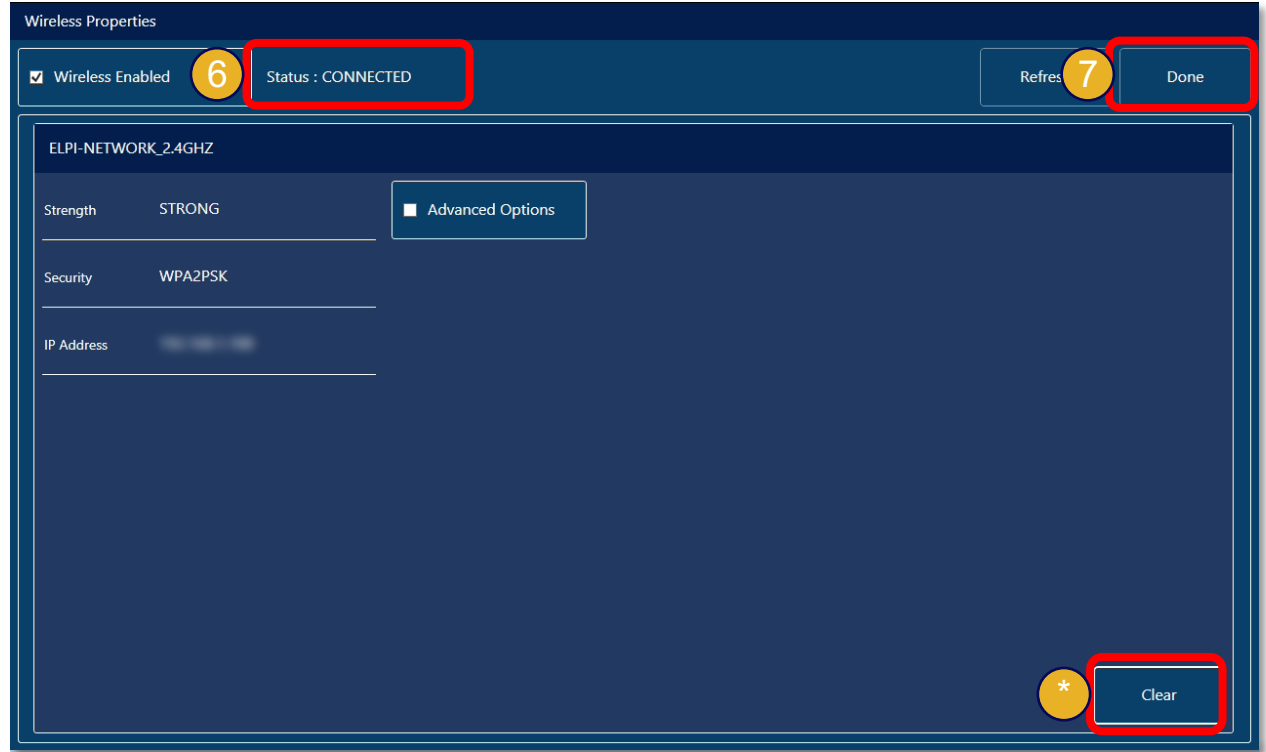 Wireless Properties
Wireless Enabled
6
Status : CONNECTED
7
Done
ELPI-NETWORK_2.4GHZ
Strength STRONG
Advanced Options
Security WPA2PSK
IP Address
*
Clear